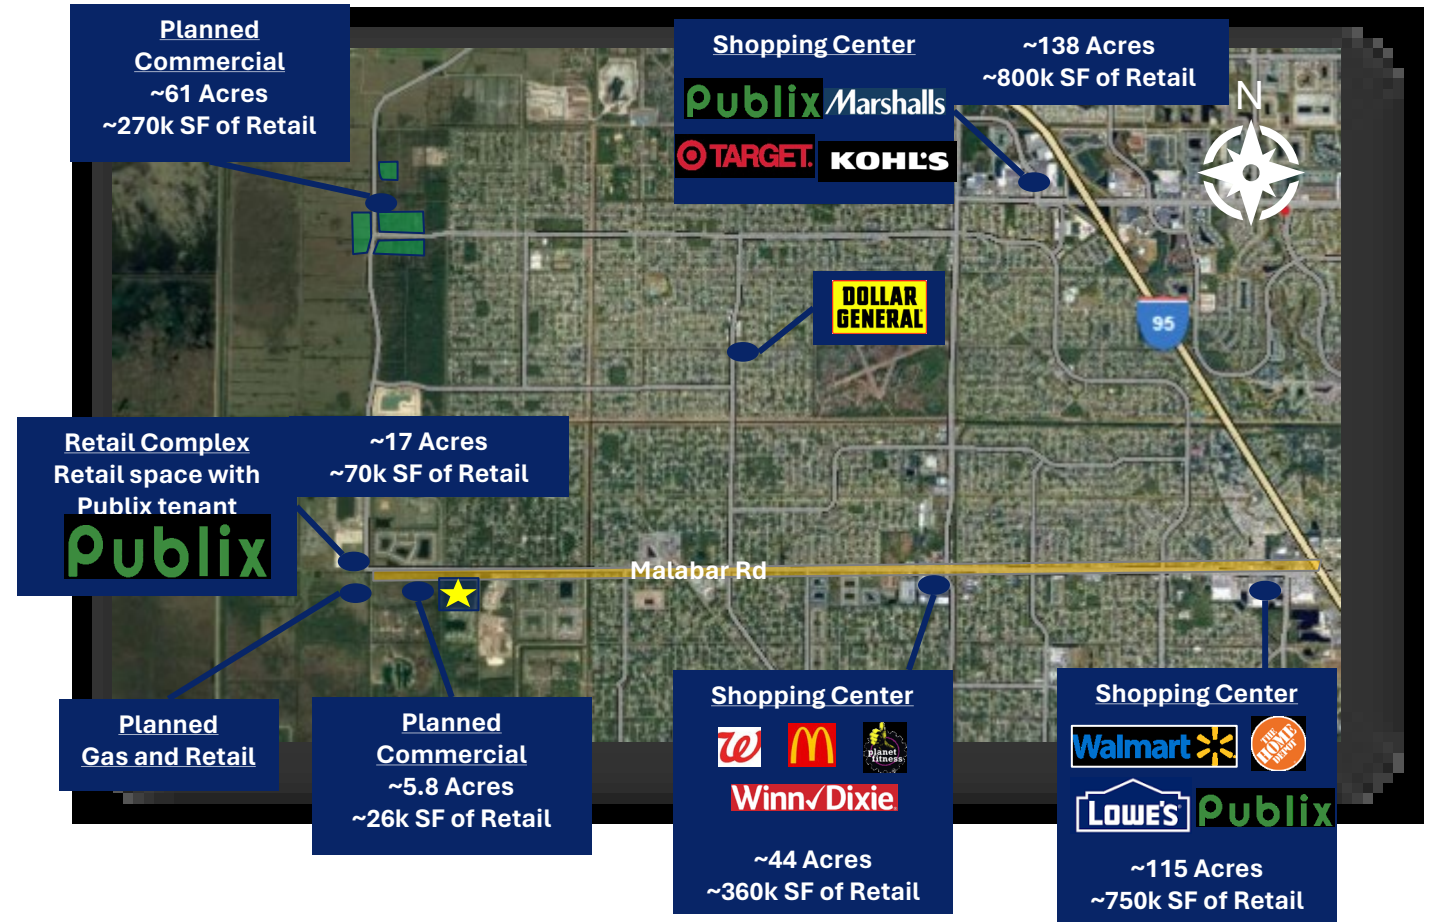 Planned
Commercial
~61 Acres
~270k SF of Retail
Shopping Center
Publix Marshalls
TARGET. KOHL'S
~138 Acres
~800k SF of Retail
N
DOLLAR
GENERAL
95
Retail Complex
Retail space with
Publix tenant
Publix
~17 Acres
~70k SF of Retail
Malabar Rd
Planned
Gas and Retail
Planned
Commercial
~5.8 Acres
~26k SF of Retail
Shopping Center
W M planet
fitness
Winn Dixie
~44 Acres
~360k SF of Retail
Shopping Center
Walmart THE
HOME
DEPOT
LOWE'S Publix
~115 Acres
~750k SF of Retail